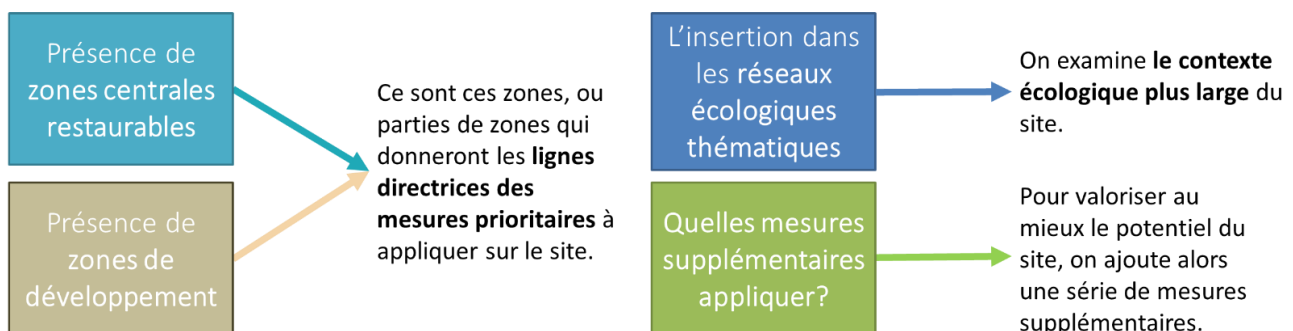 Présence de
zones centrales
restaurables
Présence de
zones de
développement
Ce sont ces zones, ou
parties de zones qui
donneront les lignes
directrices des
mesures prioritaires à
appliquer sur le site.
L'insertion dans
les réseaux
écologiques
thématiques
On examine le contexte
écologique plus large du
site.
Quelles mesures
supplémentaires
appliquer?
Pour valoriser au
mieux le potentiel du
site, on ajoute alors
une série de mesures
supplémentaires.